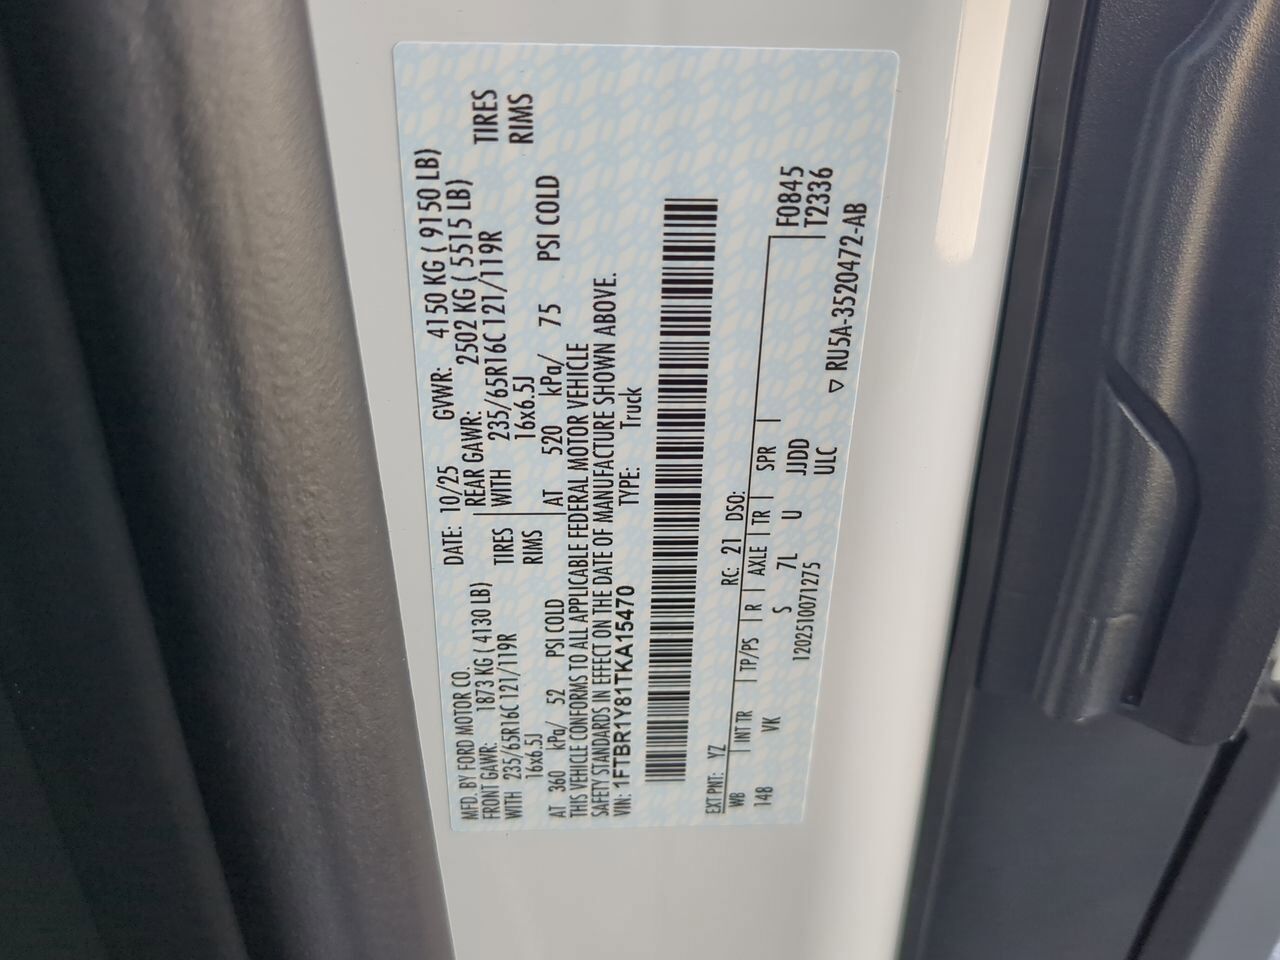 MFD. BY FORD MOTOR CO. DATE: 10/25 GVWR: 4150 KG ( 9150 LB)
FRONT GAWR: 1873 KG ( 4130 LB) REAR GAWR: 2502 KG ( 5515 LB)
WITH 235/65R16C 121/119R TIRES WITH 235/65R16C 121/119R TIRES
16x6.5J RIMS 16x6.5J RIMS
AT 360 kPa/ 52 PSI COLD AT 520 kPa/ 75 PSI COLD
THIS VEHICLE CONFORMS TO ALL APPLICABLE FEDERAL MOTOR VEHICLE
SAFETY STANDARDS IN EFFECT ON THE DATE OF MANUFACTURE SHOWN ABOVE.
VIN: 1FTBR1Y81TKA15470 TYPE: Truck
EXT PNT: YZ RC: 21 DSO: F0845
WB INT TR TP/PS R AXLE TR SPR T2336
148 VK S 7L U JJDD
1202510071275 ULC
▽ RU5A-3520472-AB